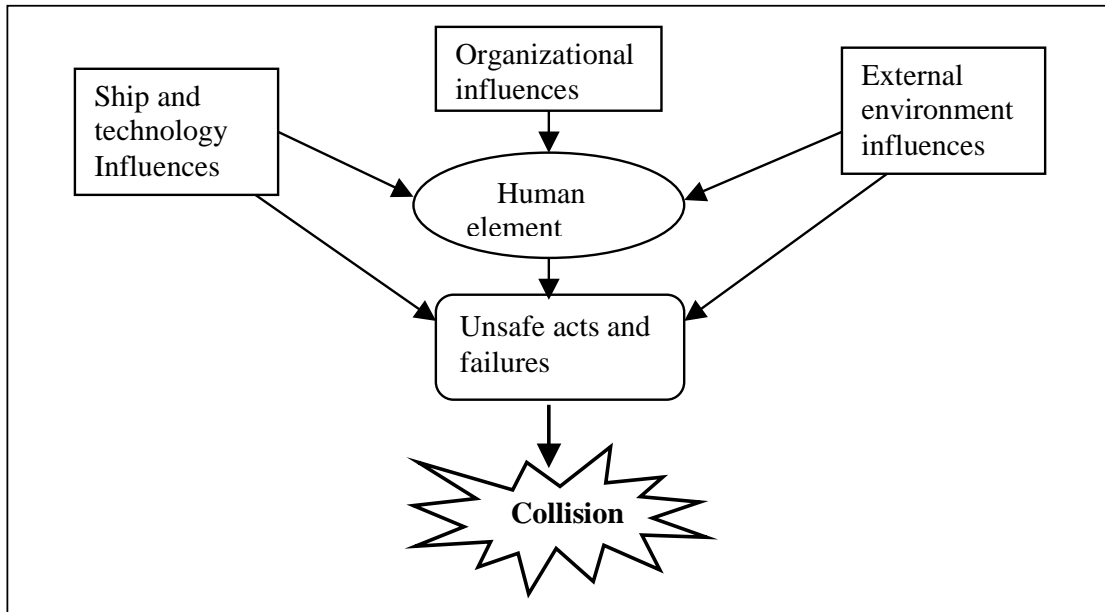 Ship and
technology
Influences
Organizational
influences
External
environment
influences
Human
element
Unsafe acts and
failures
Collision